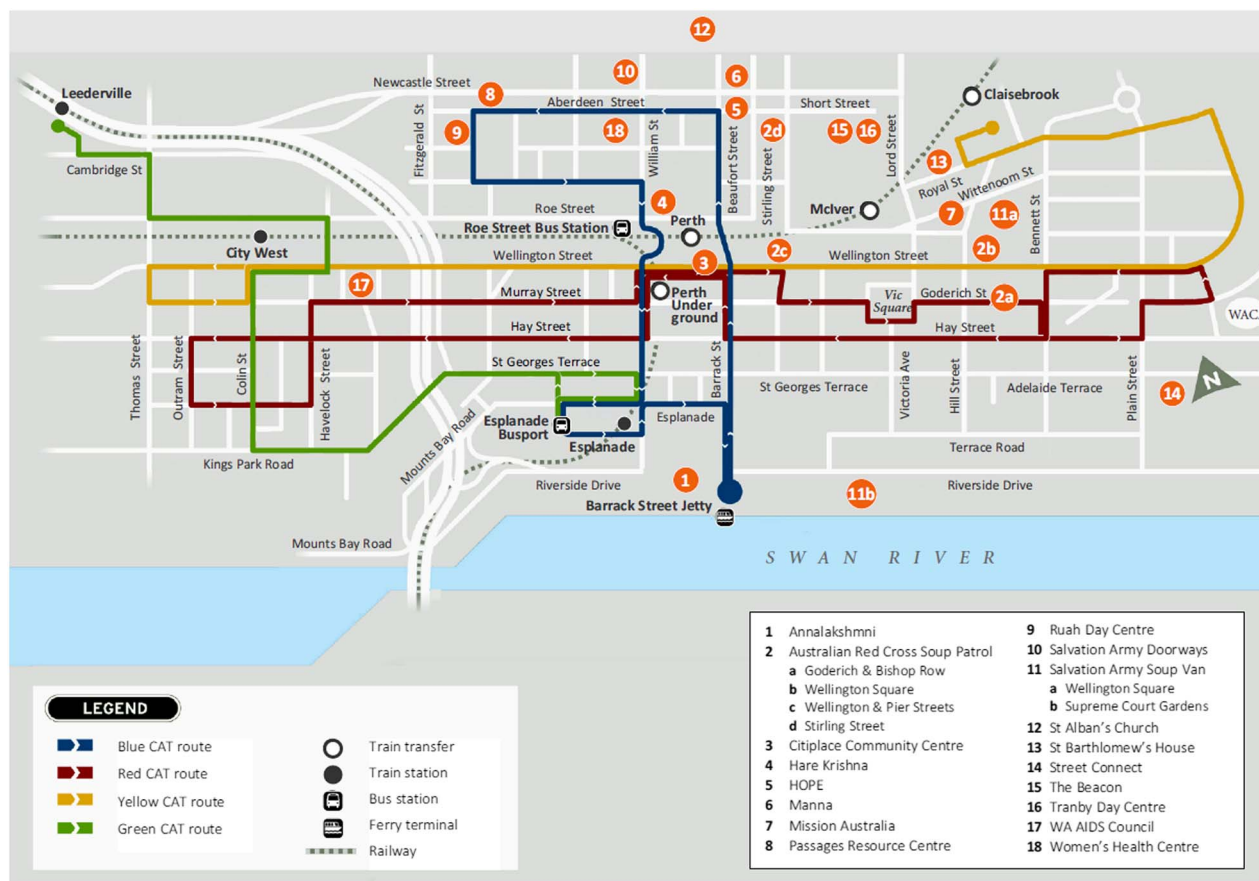 12
Leederville
Newcastle Street
10
6
Claisebrook
8
Aberdeen Street
5
Short Street
Fitzgerald St
9
18
William St
Beaufort Street
2d
Stirling Street
15
16
Lord Street
13
Cambridge St
Royal St
Wittenoom St
Roe Street
4
McIver
7
11a
Bennett St
Roe Street Bus Station
Perth
City West
Wellington Street
3
2c
Wellington Street
2b
17
Murray Street
Perth
Under
ground
Vic
Square
Goderich St
2a
Hay Street
Hay Street
WACA
Thomas Street
Outram Street
Colin St
Havelock Street
St Georges Terrace
Barrack St
St Georges Terrace
Victoria Ave
Hill Street
Adelaide Terrace
Plain Street
14
N
Mounts Bay Road
Esplanade
Busport
Esplanade
Esplanade
Kings Park Road
Terrace Road
Riverside Drive
1
11b
Riverside Drive
Barrack Street Jetty
Mounts Bay Road
SWAN RIVER
1 Annalakshmni
2 Australian Red Cross Soup Patrol
a Goderich & Bishop Row
b Wellington Square
c Wellington & Pier Streets
d Stirling Street
3 Citiplace Community Centre
4 Hare Krishna
5 HOPE
6 Manna
7 Mission Australia
8 Passages Resource Centre
9 Ruah Day Centre
10 Salvation Army Doorways
11 Salvation Army Soup Van
a Wellington Square
b Supreme Court Gardens
12 St Alban's Church
13 St Barthlomew's House
14 Street Connect
15 The Beacon
16 Tranby Day Centre
17 WA AIDS Council
18 Women's Health Centre
LEGEND
Blue CAT route
Red CAT route
Yellow CAT route
Green CAT route
Train transfer
Train station
Bus station
Ferry terminal
Railway